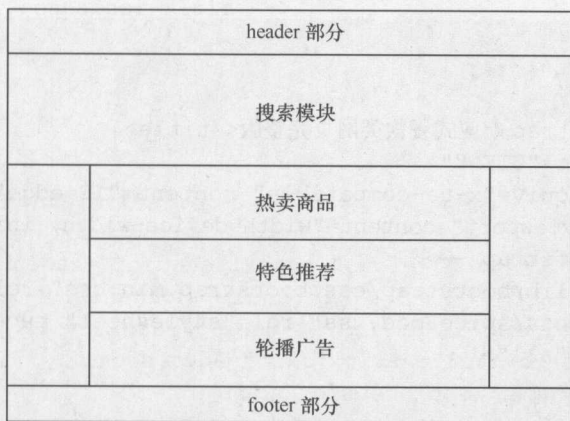 header 部分
搜索模块
热卖商品
特色推荐
轮播广告
footer 部分